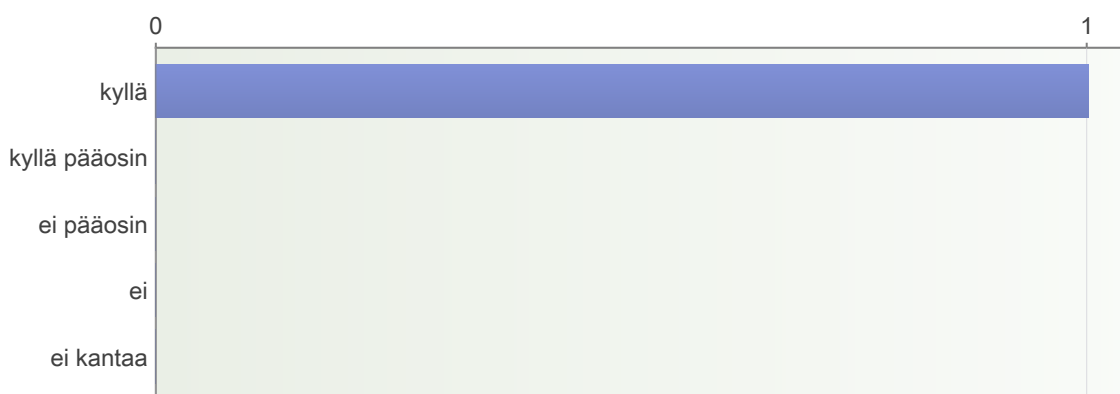 0 1
kyllä
kyllä pääosin
ei pääosin
ei
ei kantaa